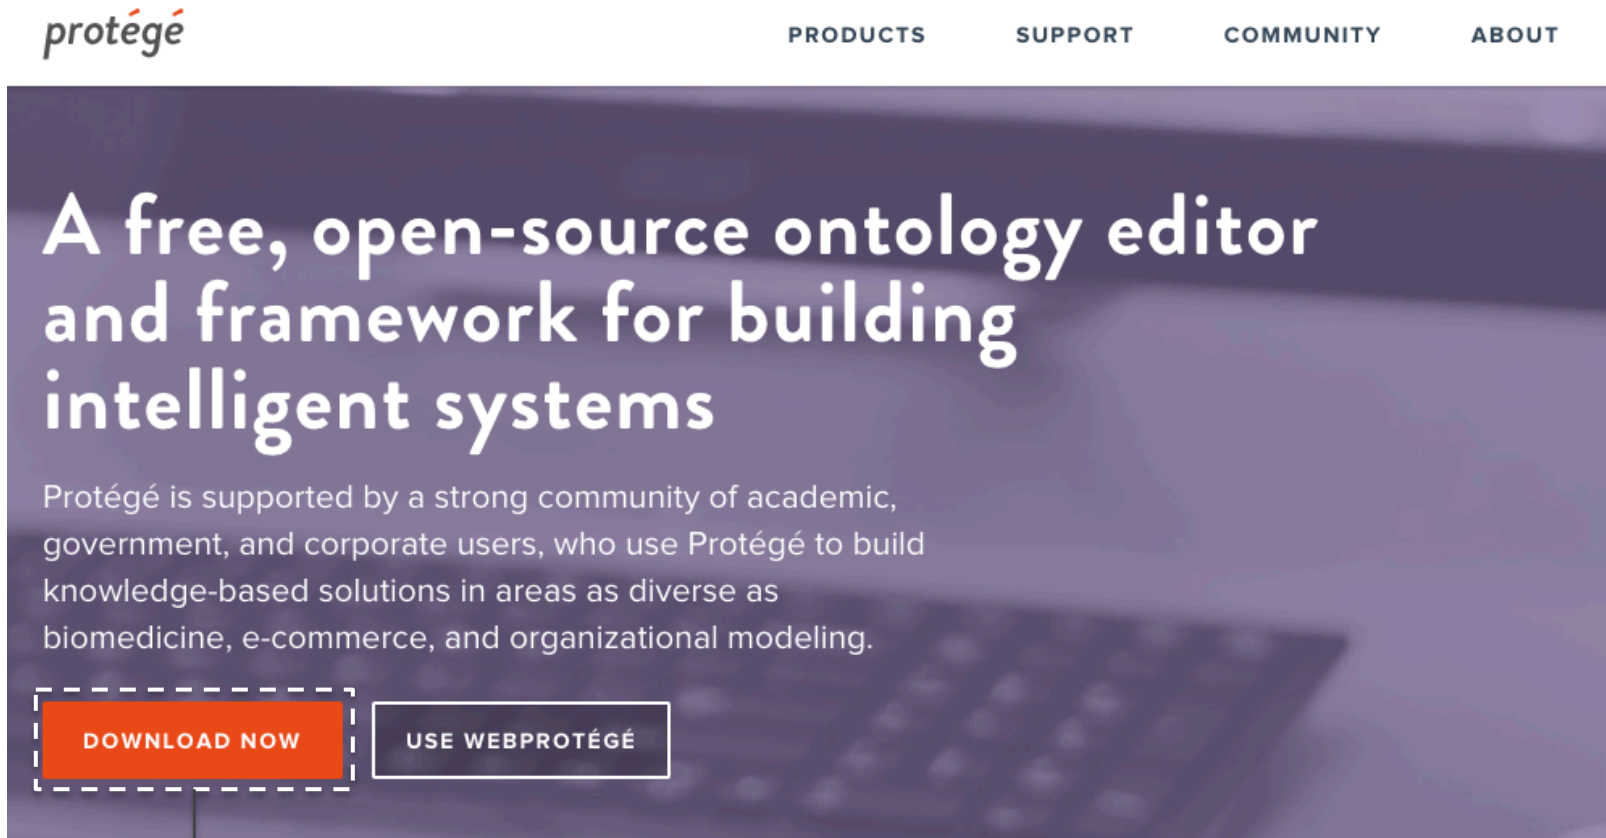 protégé
PRODUCTS
SUPPORT
COMMUNITY
ABOUT
A free, open-source ontology editor
and framework for building
intelligent systems
Protégé is supported by a strong community of academic,
government, and corporate users, who use Protégé to build
knowledge-based solutions in areas as diverse as
biomedicine, e-commerce, and organizational modeling.
DOWNLOAD NOW
USE WEBPROTÉGÉ